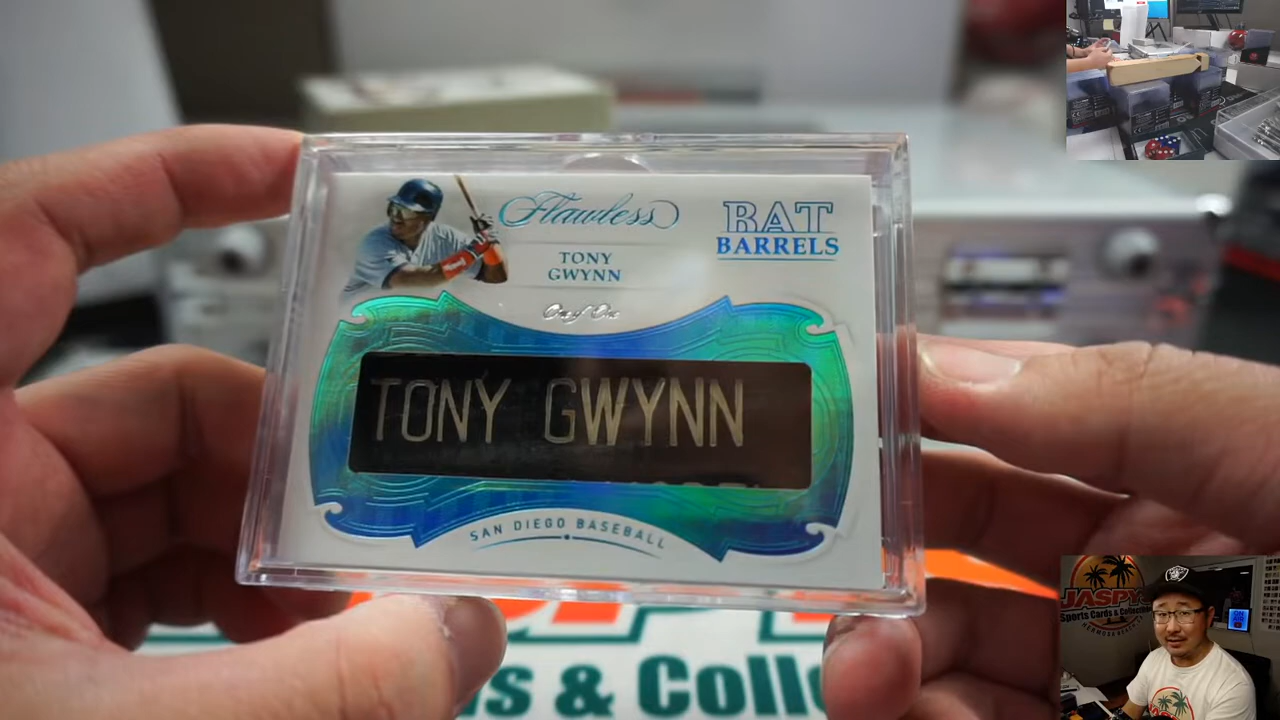 Flawless
BAT
BARRELS
TONY
GWYNN
One of One
TONY GWYNN
SAN DIEGO BASEBALL
s & Colle
JASPY'S
Sports Cards & Collectibles